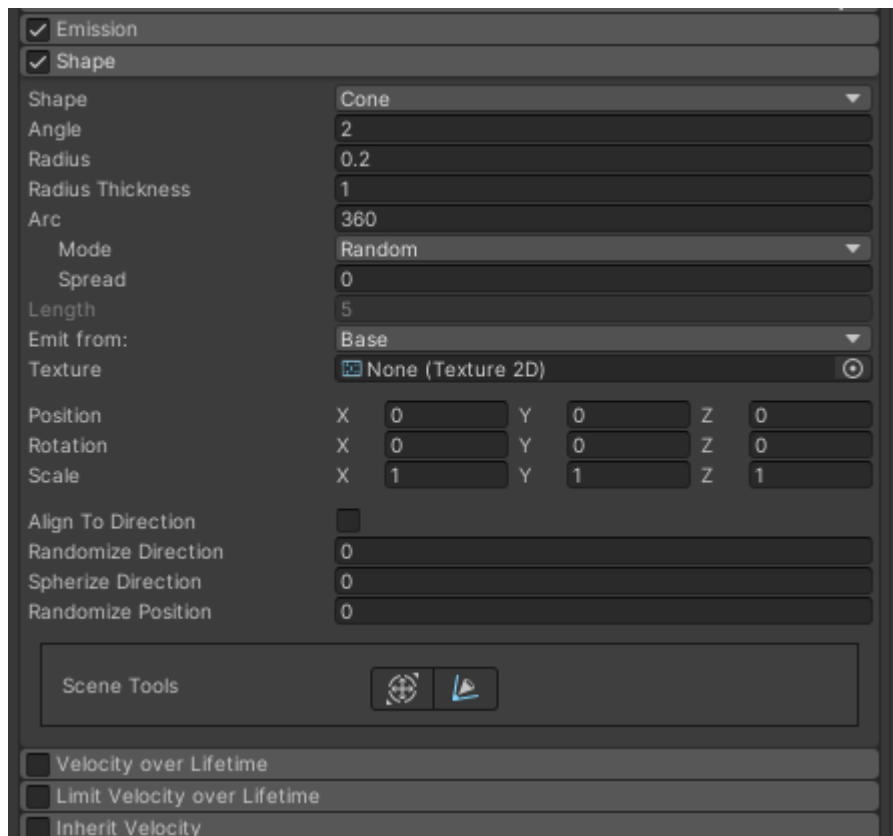 Emission
Shape
Shape Cone
Angle 2
Radius 0.2
Radius Thickness 1
Arc 360
Mode Random
Spread 0
Length 5
Emit from: Base
Texture None (Texture 2D)
Position X 0 Y 0 Z 0
Rotation X 0 Y 0 Z 0
Scale X 1 Y 1 Z 1
Align To Direction
Randomize Direction 0
Spherize Direction 0
Randomize Position 0
Scene Tools
Velocity over Lifetime
Limit Velocity over Lifetime
Inherit Velocity